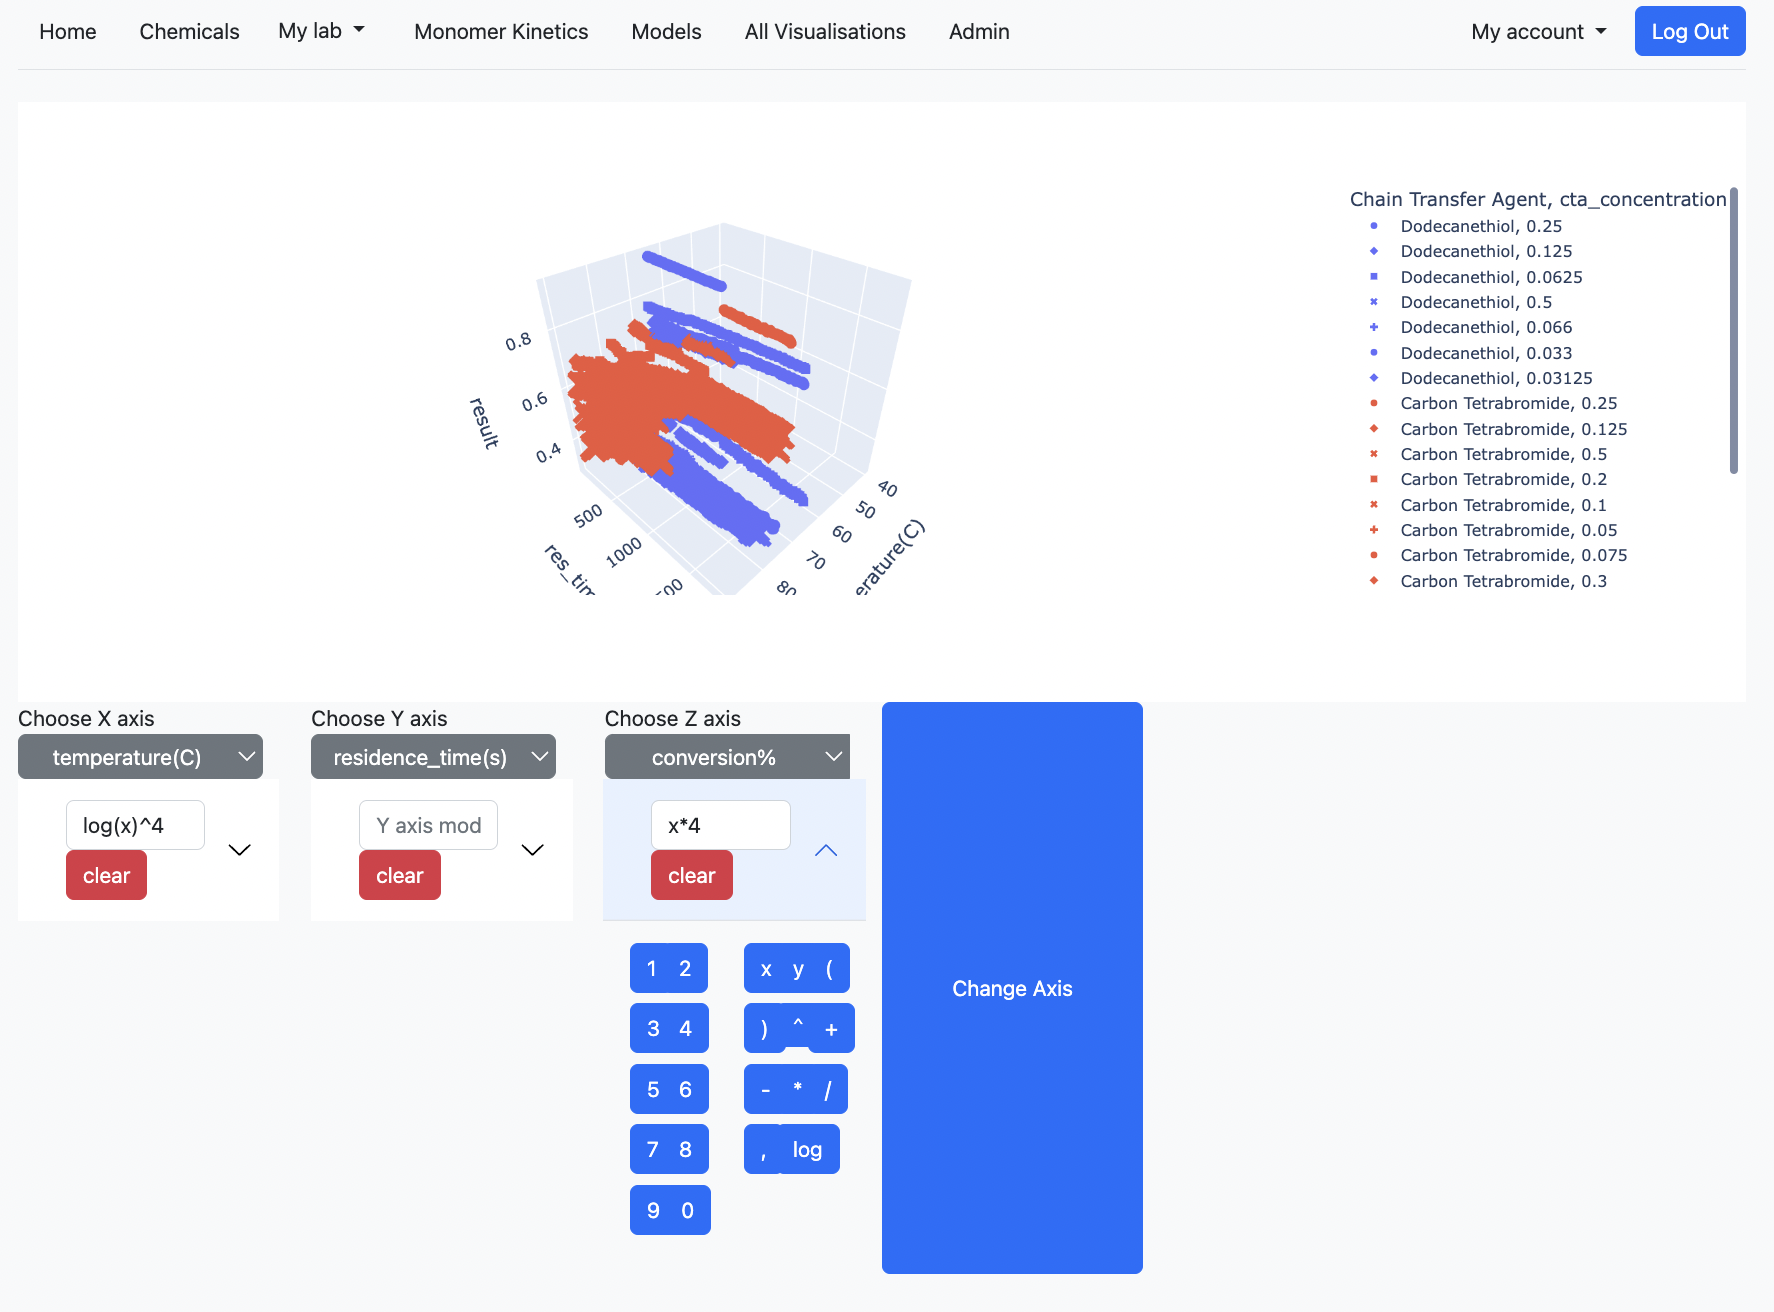 Home Chemicals My lab Monomer Kinetics Models All Visualisations Admin My account Log Out
Chain Transfer Agent, cta_concentration
Dodecanethiol, 0.25
Dodecanethiol, 0.125
Dodecanethiol, 0.0625
Dodecanethiol, 0.5
Dodecanethiol, 0.066
Dodecanethiol, 0.033
Dodecanethiol, 0.03125
Carbon Tetrabromide, 0.25
Carbon Tetrabromide, 0.125
Carbon Tetrabromide, 0.5
Carbon Tetrabromide, 0.2
Carbon Tetrabromide, 0.1
Carbon Tetrabromide, 0.05
Carbon Tetrabromide, 0.075
Carbon Tetrabromide, 0.3
result
0.8
0.6
0.4
500
1000
500
res_tim
40
50
60
70
80
erature(C)
Choose X axis Choose Y axis Choose Z axis
temperature(C) residence_time(s) conversion%
log(x)^4 Y axis mod x*4
clear clear clear
1 2 x y (
3 4 ) ^ +
5 6 - * /
7 8 , log
9 0
Change Axis